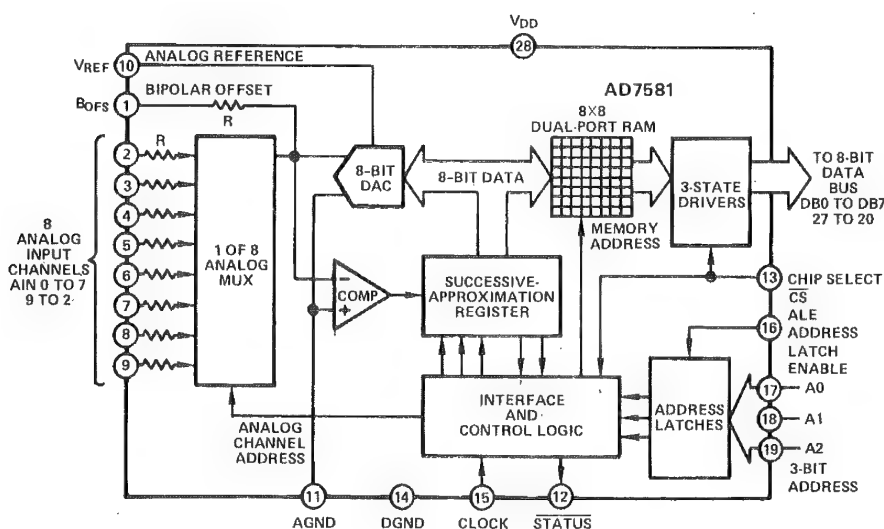 VDD
28
VREF 10 ANALOG REFERENCE
BOFS 1 BIPOLAR OFFSET
R
AD7581
8X8
DUAL-PORT RAM
8
ANALOG
INPUT
CHANNELS
AIN 0 TO 7
9 TO 2
2
R
3
4
5
6
7
8
9
1 OF 8
ANALOG
MUX
8-BIT
DAC
8-BIT DATA
MEMORY
ADDRESS
3-STATE
DRIVERS
TO 8-BIT
DATA
BUS
DB0 TO DB7
27 TO 20
−
COMP
+
SUCCESSIVE-
APPROXIMATION
REGISTER
13 CHIP SELECT
CS
16 ALE
ADDRESS
LATCH
ENABLE
INTERFACE
AND
CONTROL LOGIC
ADDRESS
LATCHES
17 A0
18 A1
19 A2
3-BIT
ADDRESS
ANALOG
CHANNEL
ADDRESS
11
AGND
14
DGND
15
CLOCK
12
STATUS